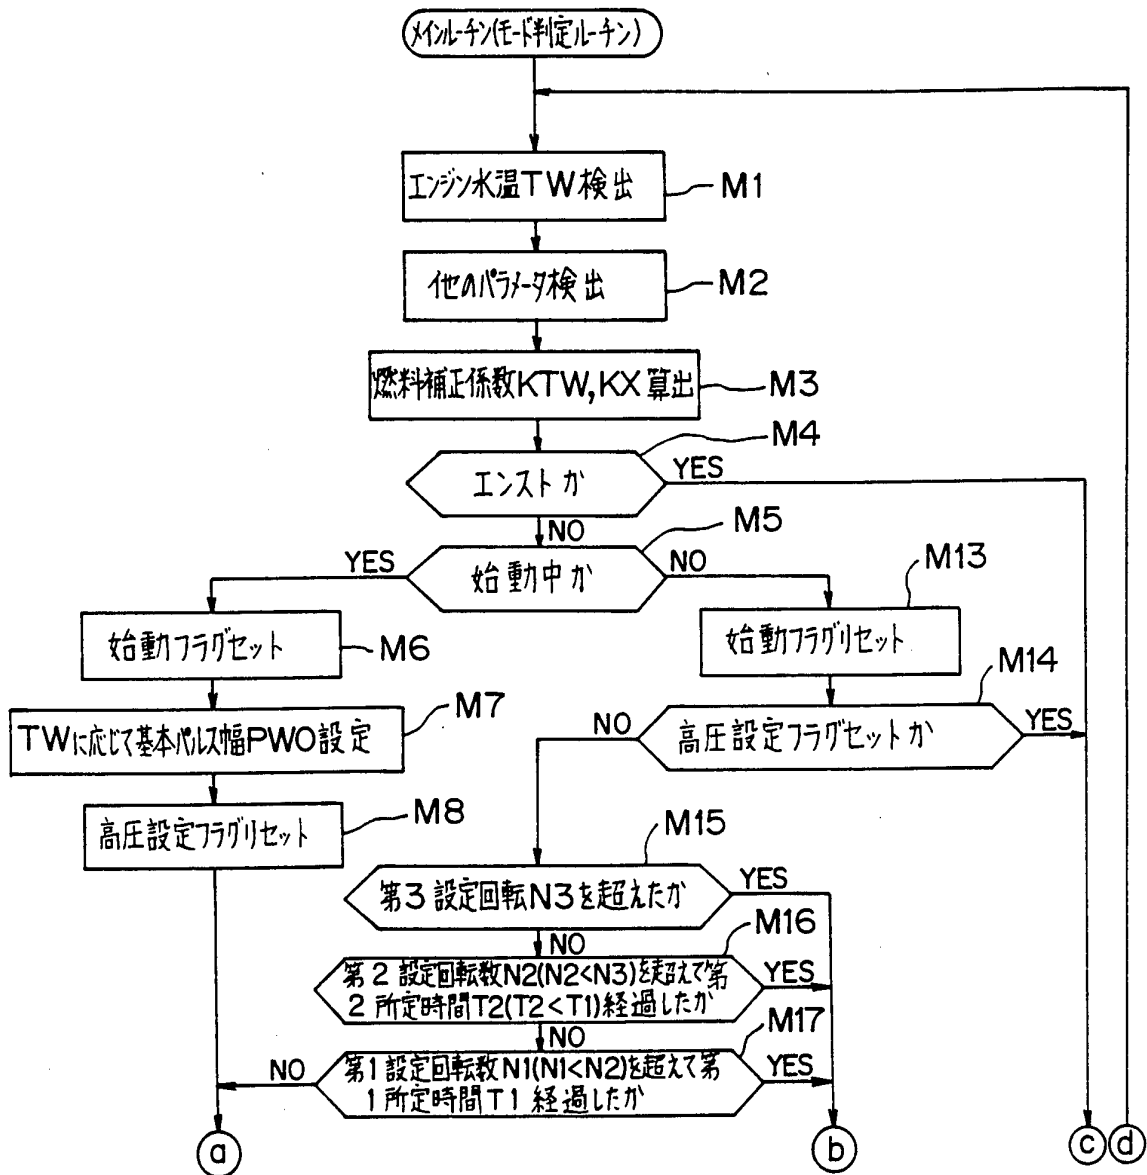 メインルーチン(モード判定ルーチン)
エンジン水温TW検出
M1
他のパラメータ検出
M2
燃料補正係数KTW,KX算出
M3
エンストか
M4
YES
NO
始動中か
M5
YES
NO
始動フラグセット
M6
始動フラグリセット
M13
TWに応じて基本パルス幅PWO設定
M7
高圧設定フラグセットか
M14
NO
YES
高圧設定フラグリセット
M8
第3設定回転N3を超えたか
M15
YES
NO
第2設定回転数N2(N2<N3)を超えて第
2所定時間T2(T2<T1)経過したか
M16
YES
NO
第1設定回転数N1(N1<N2)を超えて第
1所定時間T1経過したか
M17
NO
YES
a
b
c
d